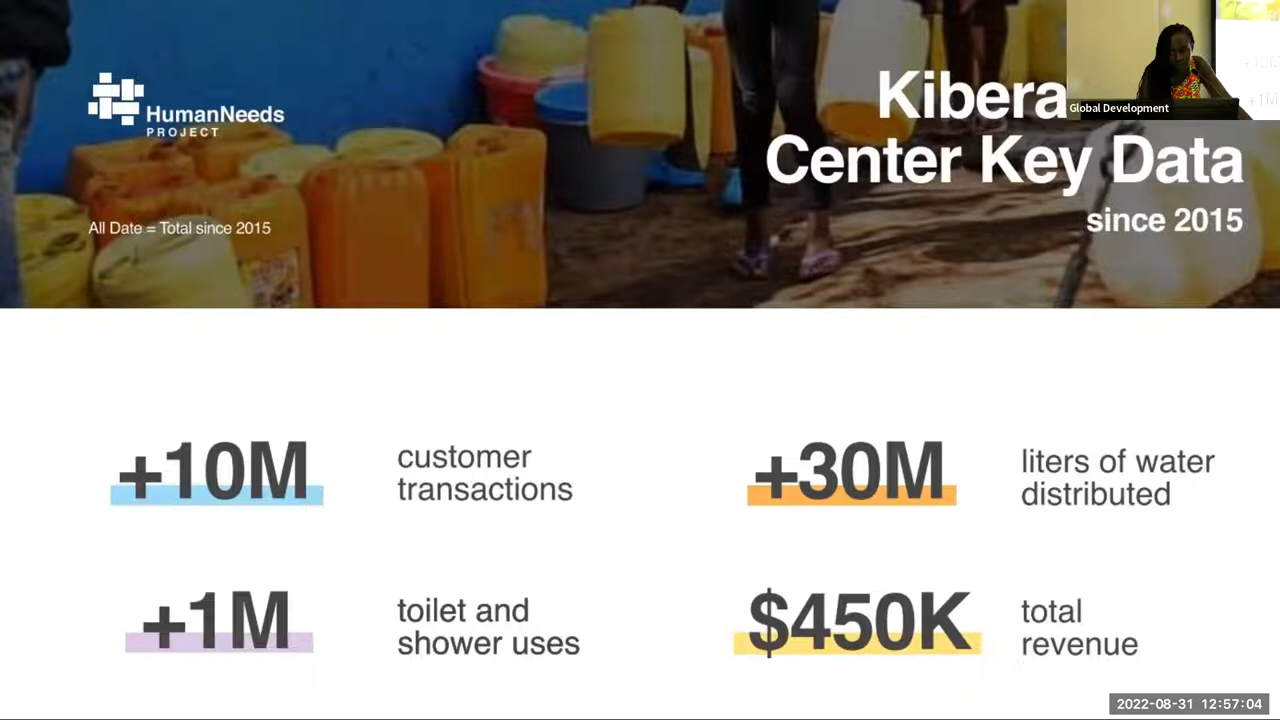 HumanNeeds
PROJECT
All Date = Total since 2015
Kibera
Center Key Data
since 2015
Global Development
+10M
customer
transactions
+30M
liters of water
distributed
+1M
toilet and
shower uses
$450K
total
revenue
2022-08-31 12:57:04